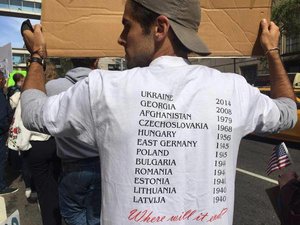 UKRAINE 2014
GEORGIA 2008
AFGHANISTAN 1979
CZECHOSLOVAKIA 1968
HUNGARY 1956
EAST GERMANY
POLAND
BULGARIA
ROMANIA
ESTONIA 1940
LITHUANIA 1940
LATVIJA 1940
Where will it end?